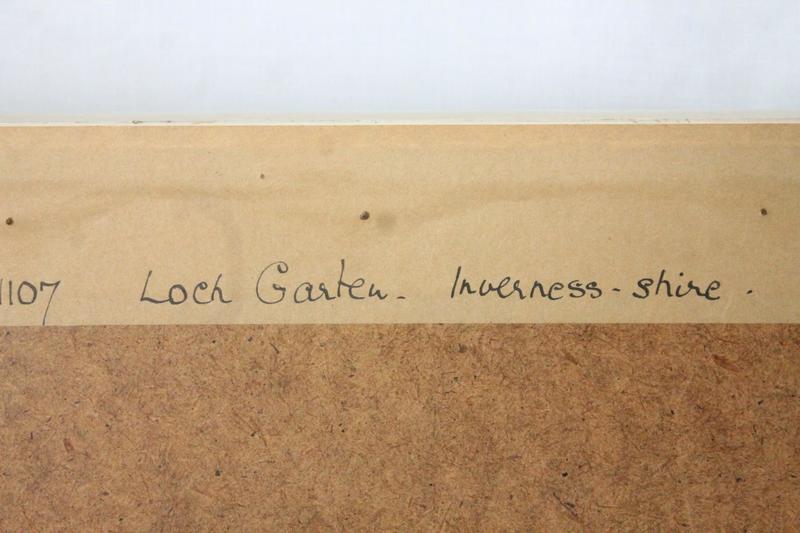 1107 Loch Garten - Inverness-shire .